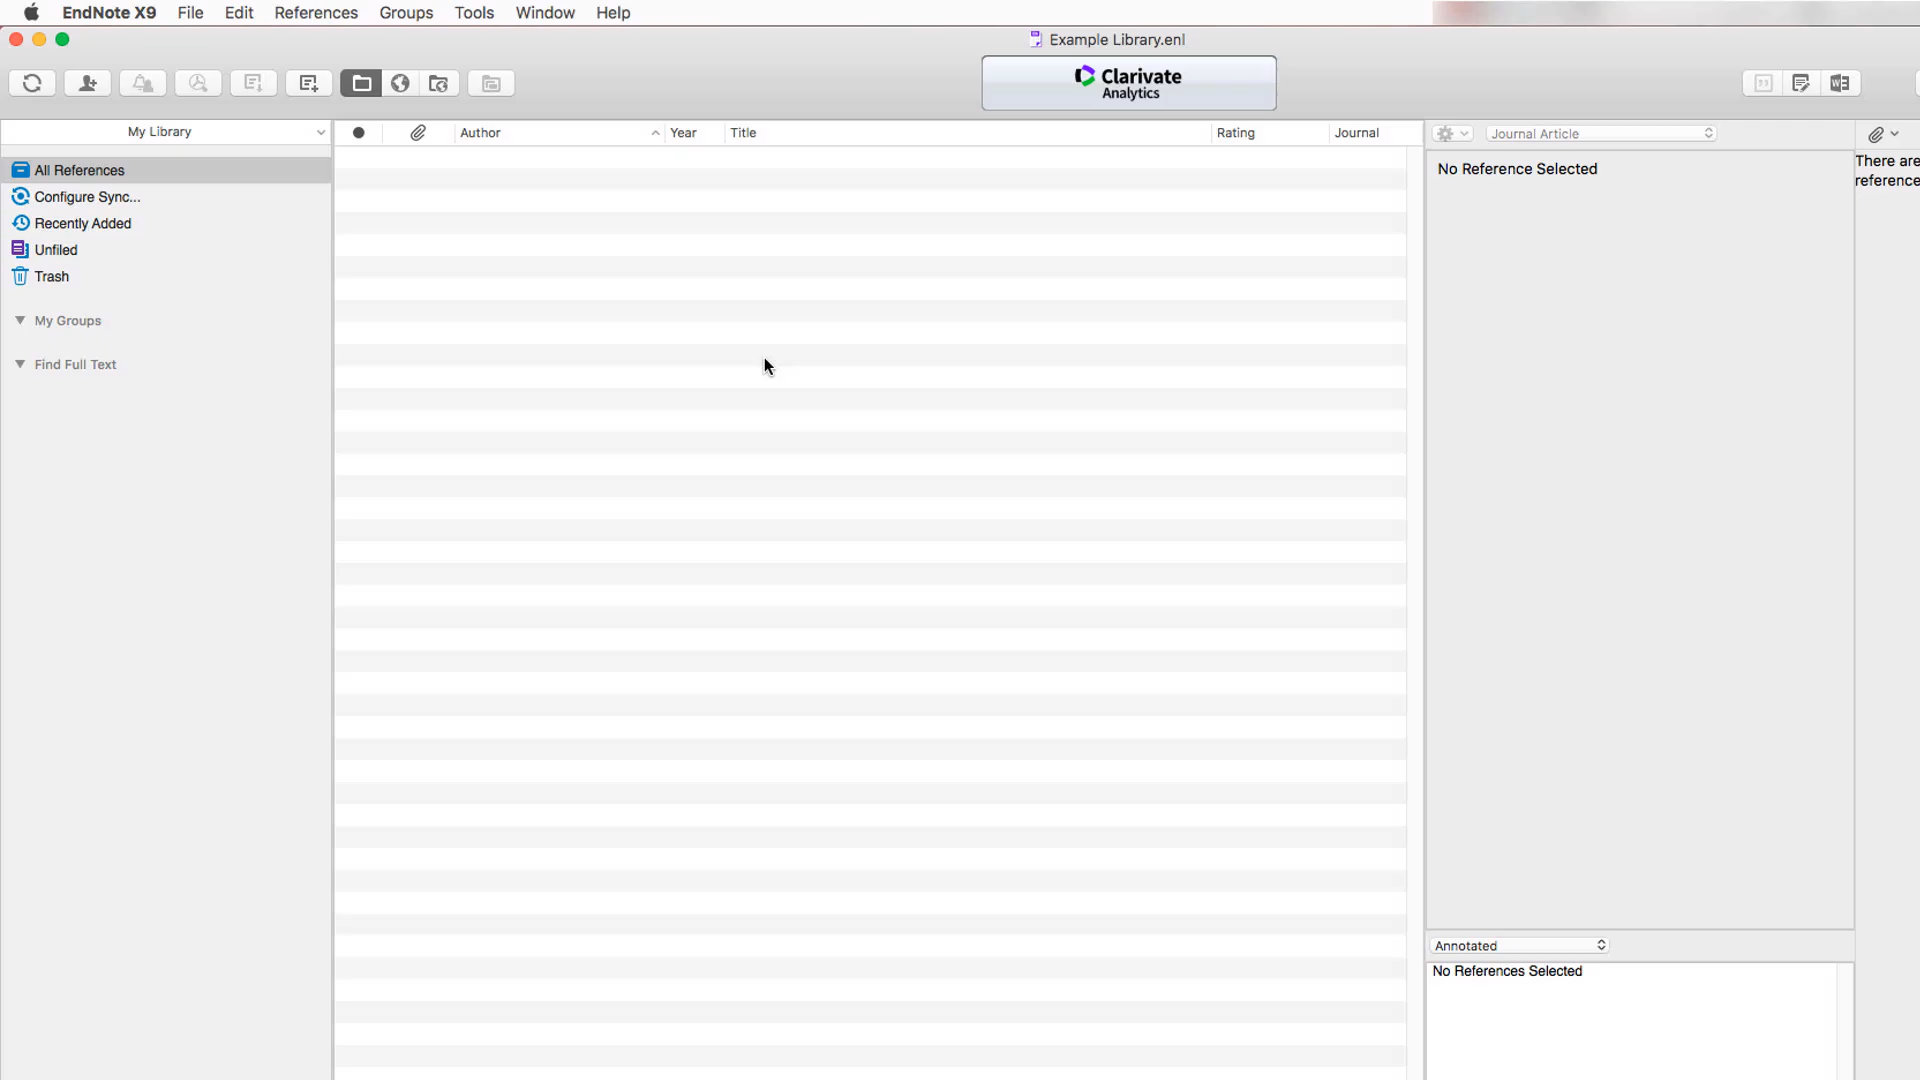 EndNote X9 File Edit References Groups Tools Window Help
Example Library.enl
Clarivate
Analytics
My Library
Author Year Title Rating Journal
Journal Article
All References
Configure Sync...
Recently Added
Unfiled
Trash
My Groups
Find Full Text
No Reference Selected
There are
reference
Annotated
No References Selected